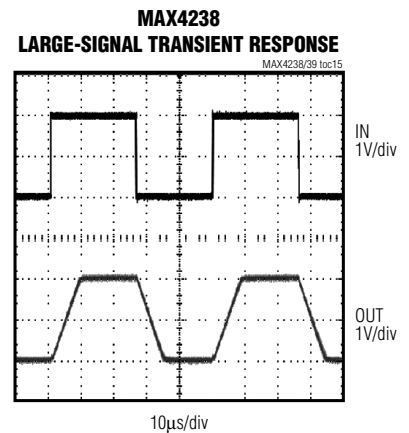 MAX4238
LARGE-SIGNAL TRANSIENT RESPONSE
MAX4238/39 toc15
IN
1V/div
OUT
1V/div
10µs/div